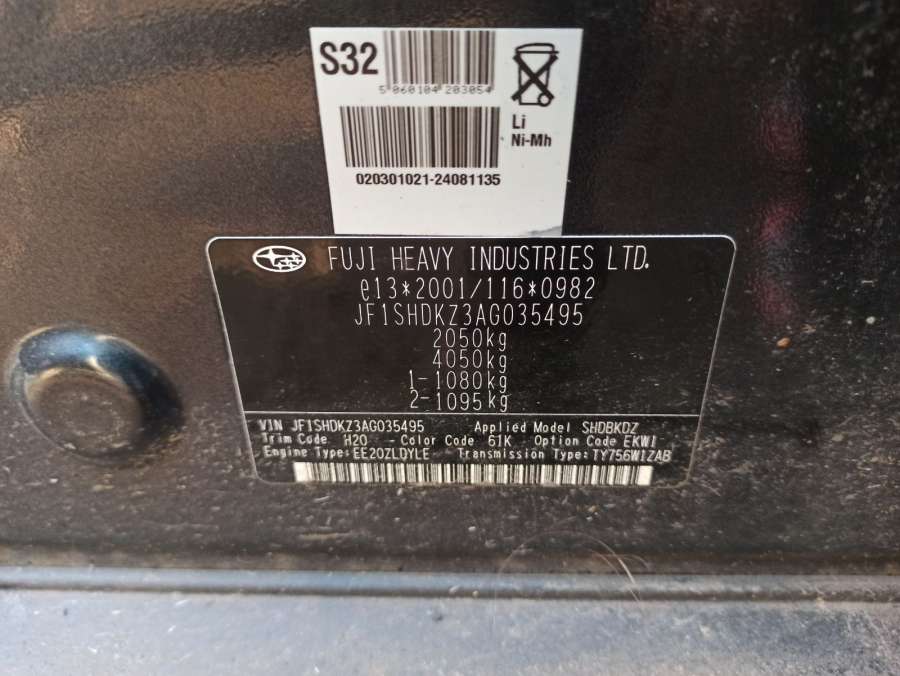 S32
5 060104 203054
Li
Ni-Mh
020301021-24081135
FUJI HEAVY INDUSTRIES LTD.
e13*2001/116*0982
JF1SHDKZ3AG035495
2050kg
4050kg
1-1080kg
2-1095kg
VIN JF1SHDKZ3AG035495 Applied Model SHDBKDZ
Trim Code H20 - Color Code 61K Option Code EKWI
Engine Type:EE20ZLDYLE - Transmission Type:TY756W1ZAB